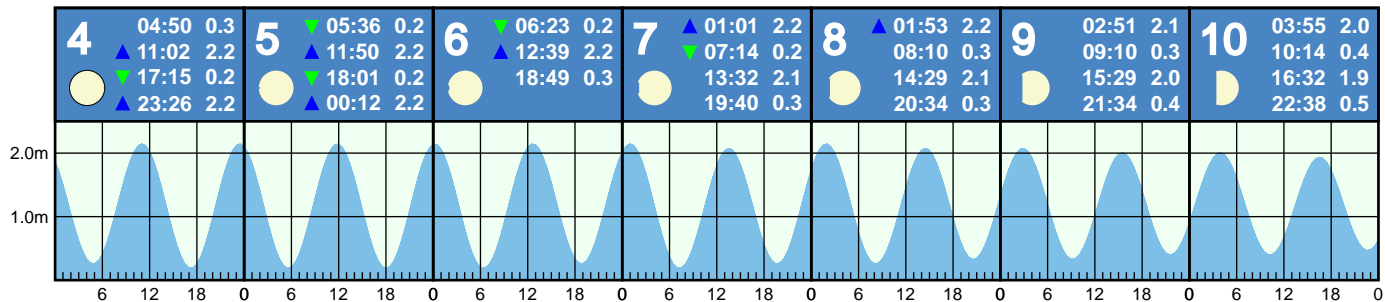 4
04:50 0.3
▲ 11:02 2.2
▼ 17:15 0.2
▲ 23:26 2.2
5
▼ 05:36 0.2
▲ 11:50 2.2
▼ 18:01 0.2
▲ 00:12 2.2
6
▼ 06:23 0.2
▲ 12:39 2.2
18:49 0.3
7
▲ 01:01 2.2
▼ 07:14 0.2
13:32 2.1
19:40 0.3
8
▲ 01:53 2.2
08:10 0.3
14:29 2.1
20:34 0.3
9
02:51 2.1
09:10 0.3
15:29 2.0
21:34 0.4
10
03:55 2.0
10:14 0.4
16:32 1.9
22:38 0.5
2.0m
1.0m
6 12 18 0 6 12 18 0 6 12 18 0 6 12 18 0 6 12 18 0 6 12 18 0 6 12 18 0